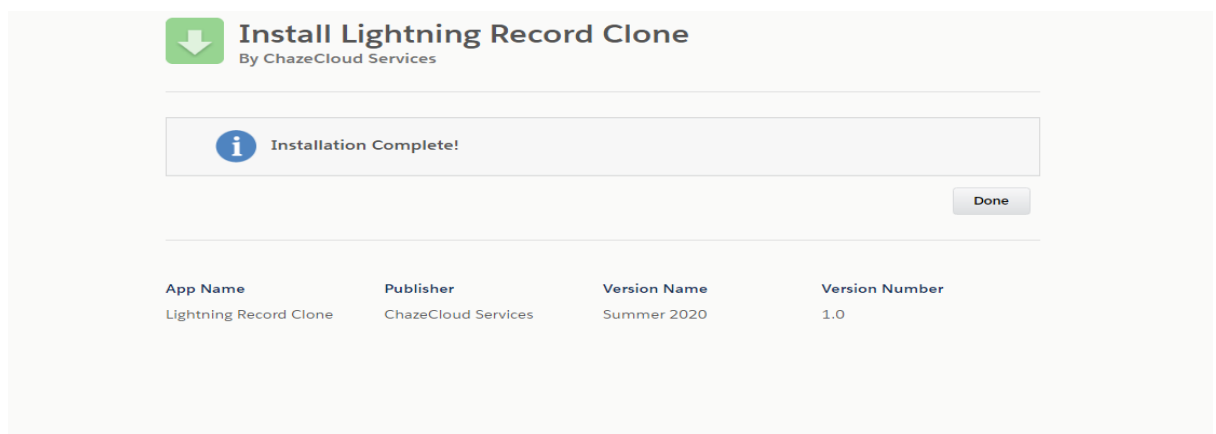 Install Lightning Record Clone
By ChazeCloud Services
Installation Complete!
Done
App Name Publisher Version Name Version Number
Lightning Record Clone ChazeCloud Services Summer 2020 1.0